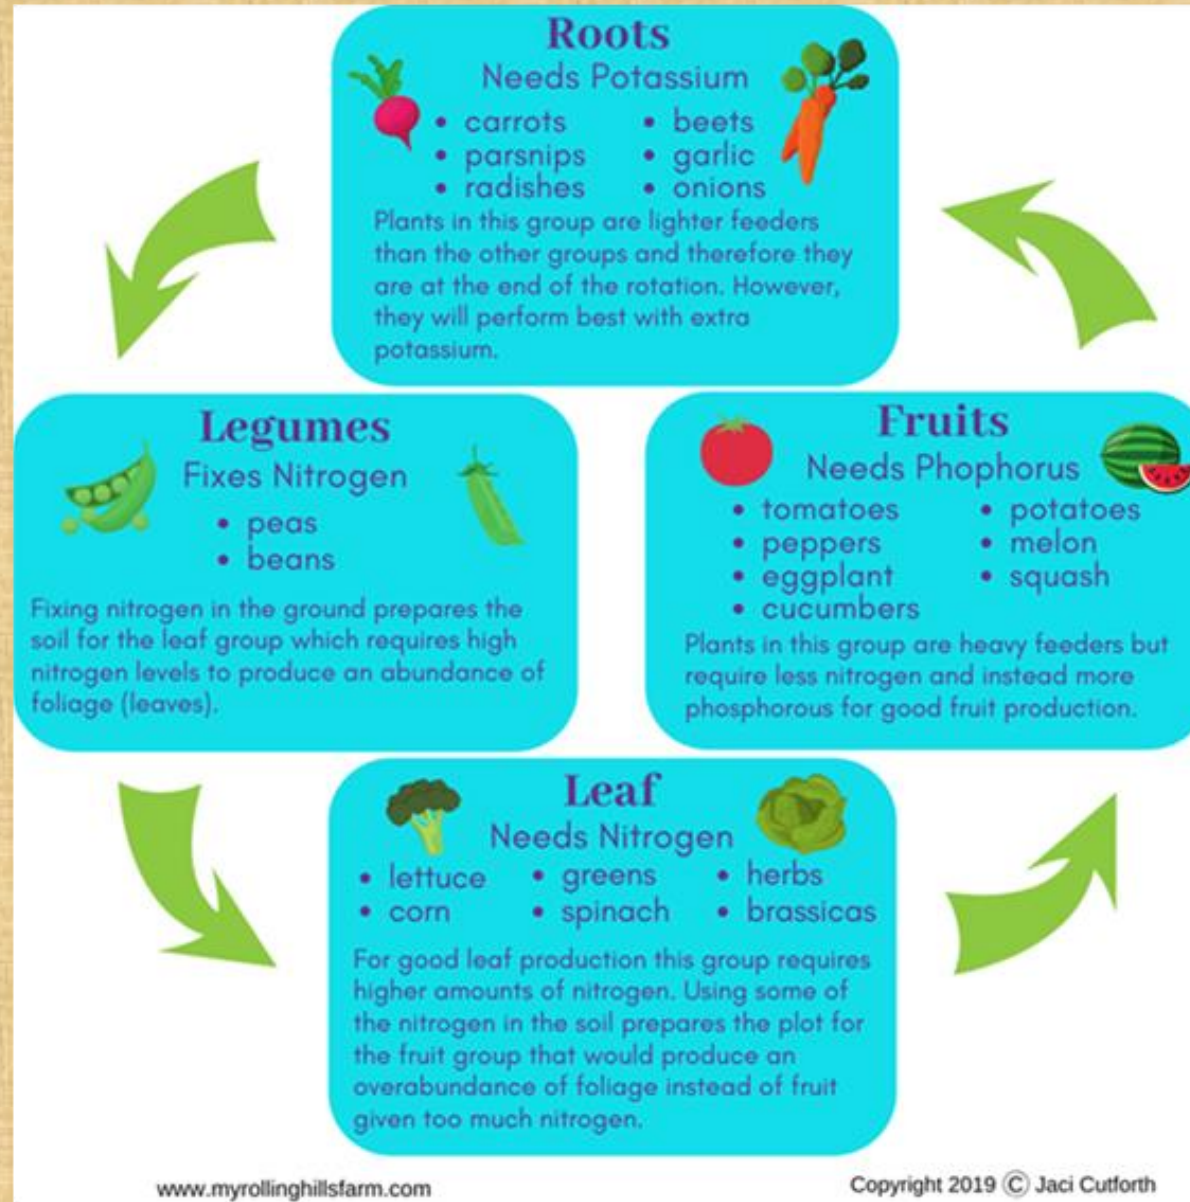 Roots
Needs Potassium
• carrots
• parsnips
• radishes
• beets
• garlic
• onions
Plants in this group are lighter feeders
than the other groups and therefore they
are at the end of the rotation. However,
they will perform best with extra
potassium.
Legumes
Fixes Nitrogen
• peas
• beans
Fixing nitrogen in the ground prepares the
soil for the leaf group which requires high
nitrogen levels to produce an abundance of
foliage (leaves).
Fruits
Needs Phophorus
• tomatoes
• peppers
• eggplant
• cucumbers
• potatoes
• melon
• squash
Plants in this group are heavy feeders but
require less nitrogen and instead more
phosphorous for good fruit production.
Leaf
Needs Nitrogen
• lettuce
• corn
• greens
• spinach
• herbs
• brassicas
For good leaf production this group requires
higher amounts of nitrogen. Using some of
the nitrogen in the soil prepares the plot for
the fruit group that would produce an
overabundance of foliage instead of fruit
given too much nitrogen.
www.myrollinghillsfarm.com
Copyright 2019 Ⓒ Jaci Cutforth